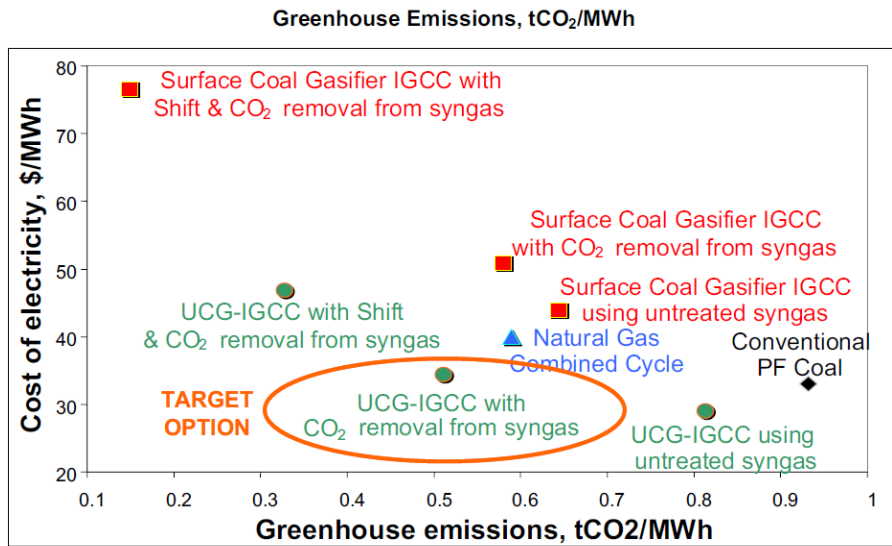 Greenhouse Emissions, tCO₂/MWh
80
70
60
50
40
30
20
Cost of electricity, $/MWh
Surface Coal Gasifier IGCC with
Shift & CO₂ removal from syngas
Surface Coal Gasifier IGCC
with CO₂ removal from syngas
Surface Coal Gasifier IGCC
using untreated syngas
UCG-IGCC with Shift
& CO₂ removal from syngas
Natural Gas
Combined Cycle
Conventional
PF Coal
TARGET
OPTION
UCG-IGCC with
CO₂ removal from syngas
UCG-IGCC using
untreated syngas
0.1 0.2 0.3 0.4 0.5 0.6 0.7 0.8 0.9 1
Greenhouse emissions, tCO2/MWh